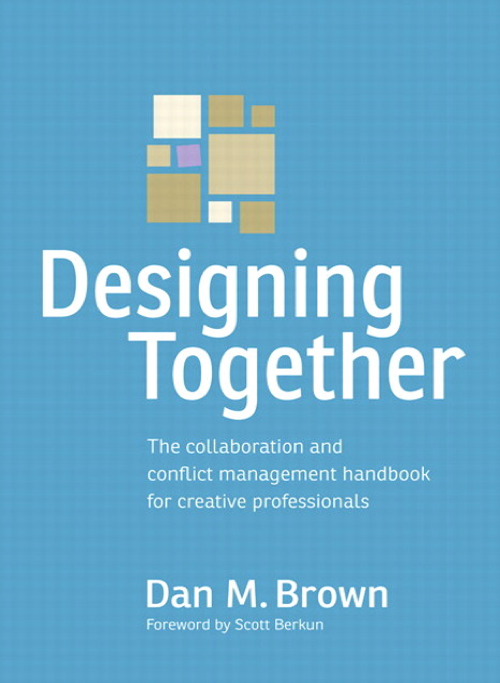 Designing
Together
The collaboration and
conflict management handbook
for creative professionals
Dan M. Brown
Foreword by Scott Berkun